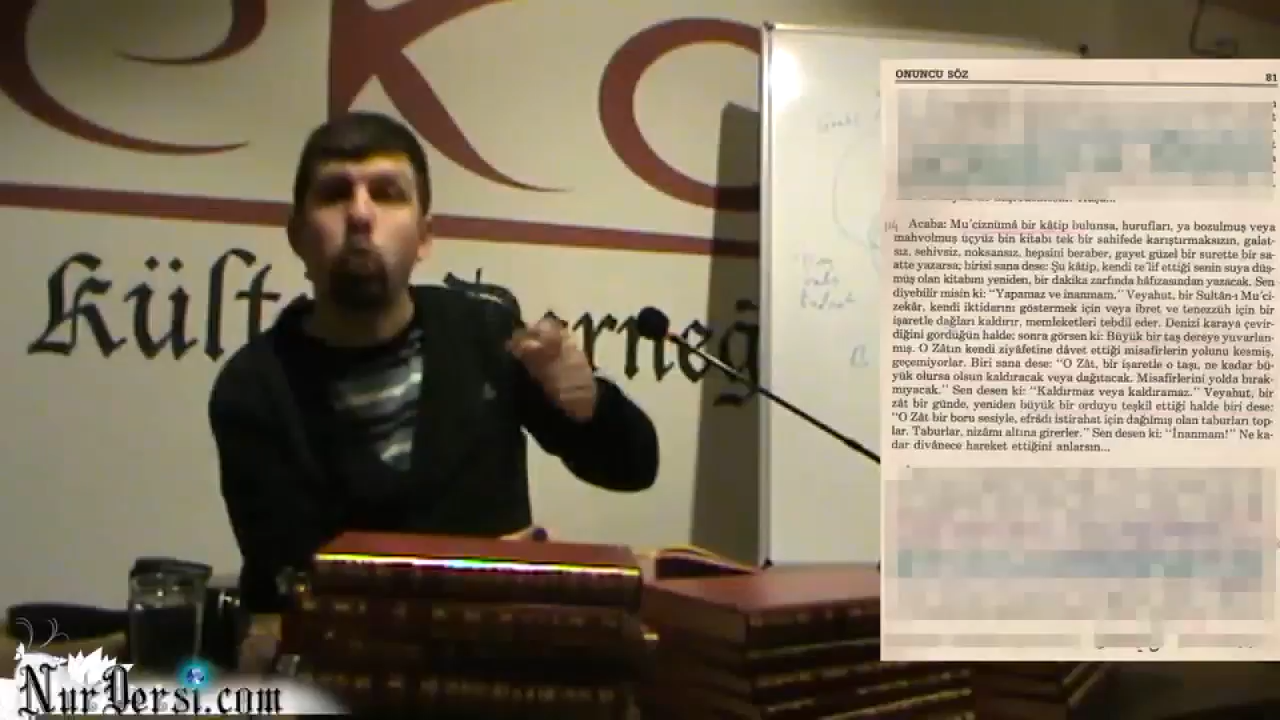 Kült Derneğ
ONUNCU SÖZ 81
Acaba: Mu'ciznümâ bir kâtip bulunsa, hurufları, ya bozulmuş veya
mahvolmuş üçyüz bin kitabı tek bir sahifede karıştırmaksızın, galat-
sız, sehivsiz, noksansız, hepsini beraber, gayet güzel bir surette bir sa-
atte yazarsa; birisi sana dese: Şu kâtip, kendi te'lif ettiği senin suya düş-
müş olan kitabını yeniden, bir dakika zarfında hâfızasından yazacak. Sen
diyebilir misin ki: "Yapamaz ve inanmam." Veyahut, bir Sultân-ı Mu'ci-
zekâr, kendi iktidarını göstermek için veya ibret ve tenezzüh için bir
işaretle dağları kaldırır, memleketleri tebdil eder. Denizi karaya çevir-
diğini gördüğün halde; sonra görsen ki: Büyük bir taş dereye yuvarlan-
mış. O Zâtın kendi ziyafetine dâvet ettiği misafirlerin yolunu kesmiş,
geçemiyorlar. Biri sana dese: "O Zât, bir işaretle o taşı, ne kadar bü-
yük olursa olsun kaldıracak veya dağıtacak. Misafirlerini yolda bırak-
mıyacak." Sen desen ki: "Kaldırmaz veya kaldıramaz." Veyahut, bir
zât bir günde, yeniden büyük bir orduyu teşkil ettiği halde biri dese:
"O Zât bir boru sesiyle, efrâdı istirahat için dağılmış olan taburları top-
lar. Taburlar, nizâmı altına girerler." Sen desen ki: "İnanmam!" Ne ka-
dar divânece hareket ettiğini anlarsın...
NurDersi.com